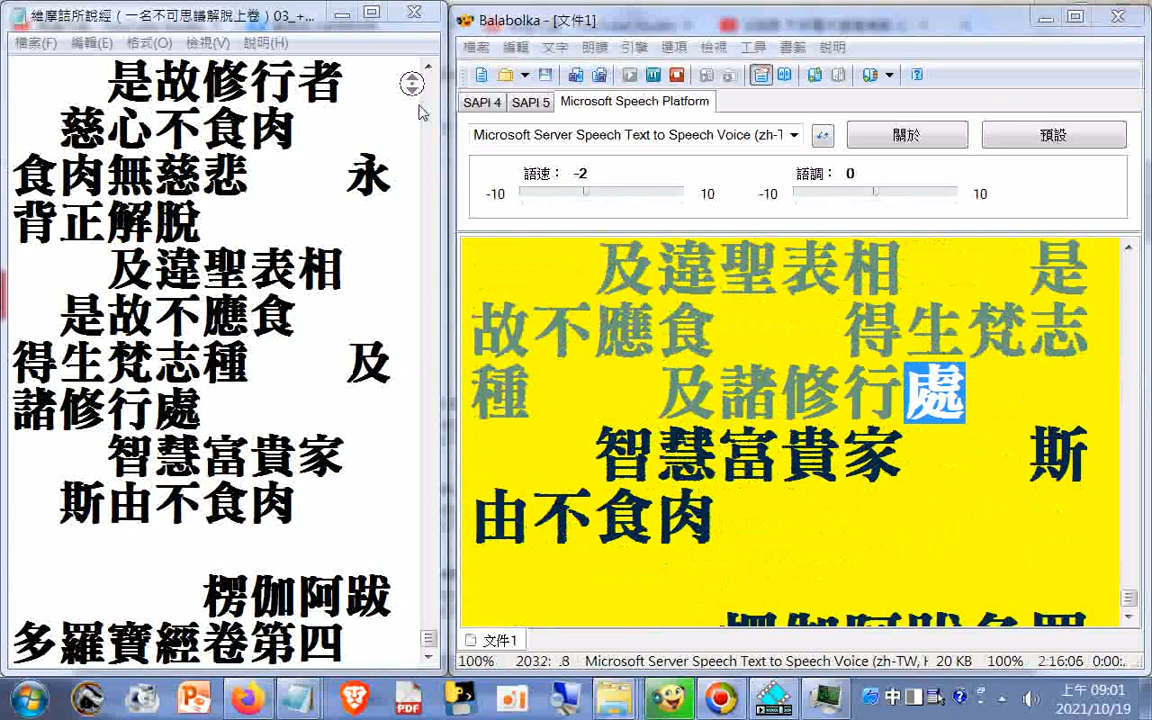 維摩詰所說經（一名不可思議解脫上卷）03_+...
檔案(F) 編輯(E) 格式(O) 檢視(V) 說明(H)
是故修行者
慈心不食肉
食肉無慈悲 永
背正解脫
及違聖表相
是故不應食
得生梵志種 及
諸修行處
智慧富貴家
斯由不食肉
楞伽阿跋
多羅寶經卷第四
Balabolka - [文件1]
檔案 編輯 文字 朗讀 引擎 選項 檢視 工具 書籤 說明
SAPI 4 SAPI 5 Microsoft Speech Platform
Microsoft Server Speech Text to Speech Voice (zh-T
關於 預設
語速： -2 語調： 0
-10 10 -10 10
及違聖表相 是
故不應食 得生梵志
種 及諸修行處
智慧富貴家 斯
由不食肉
文件1
100% 2032: .8 Microsoft Server Speech Text to Speech Voice (zh-TW, H 20 KB 100% 2:16:05 0:00:.
PDF
中
上午 09:01
2021/10/19